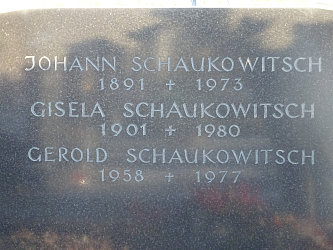 JOHANN SCHAUKOWITSCH
1891 + 1973
GISELA SCHAUKOWITSCH
1901 + 1980
GEROLD SCHAUKOWITSCH
1958 + 1977